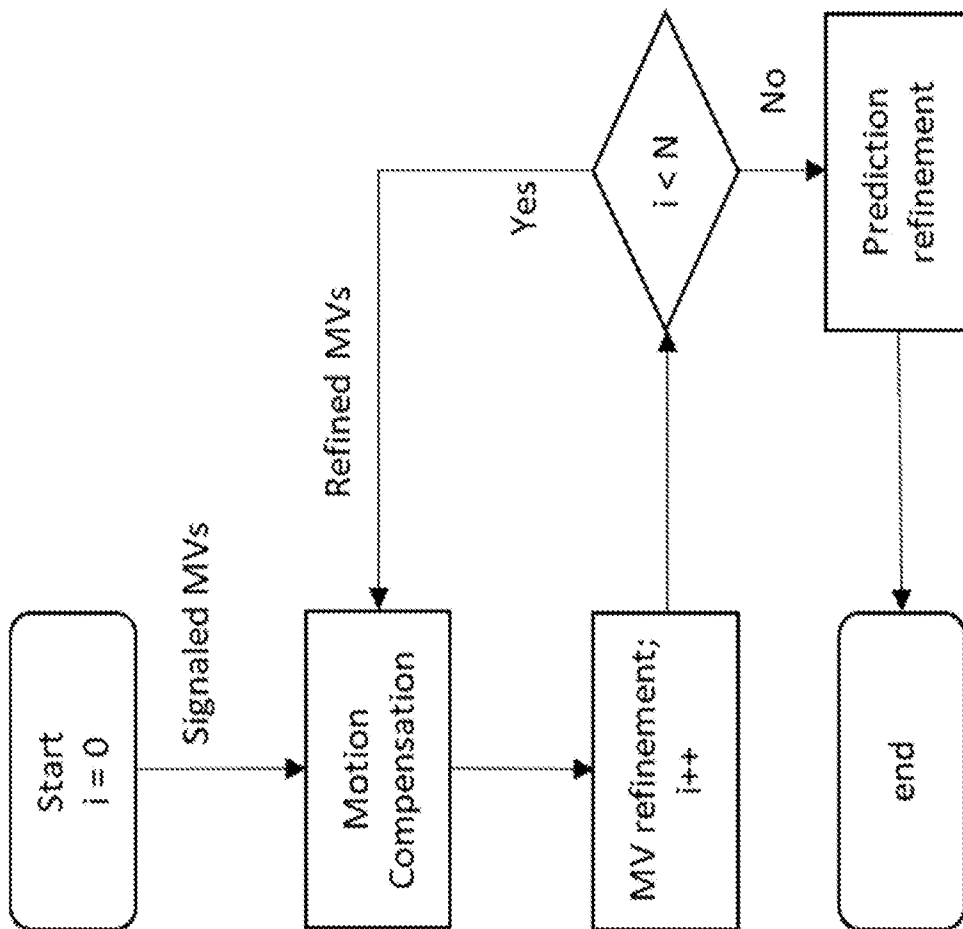 Start
i = 0
Signaled MVs
Motion
Compensation
Refined MVs
MV refinement;
i++
Yes
i < N
No
Prediction
refinement
end